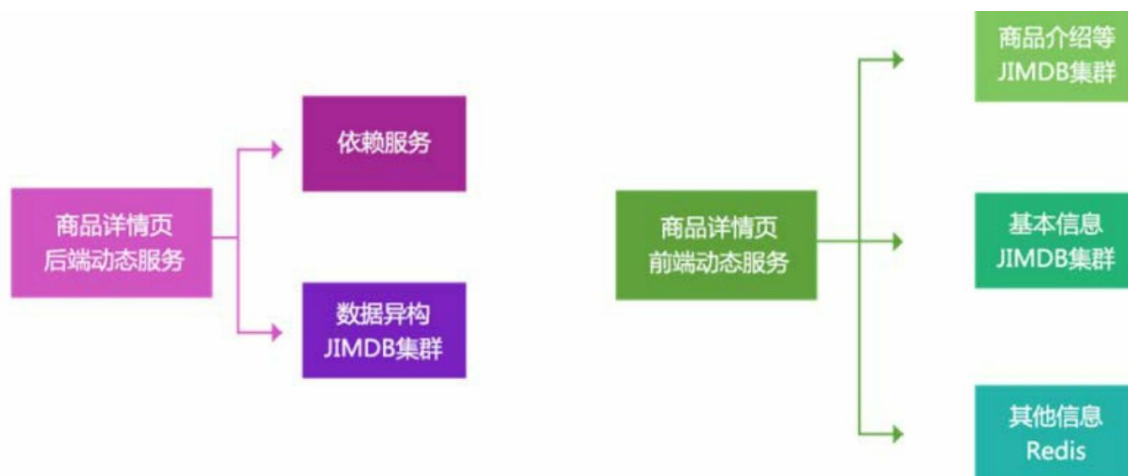 商品详情页
后端动态服务
依赖服务
数据异构
JIMDB集群
商品详情页
前端动态服务
商品介绍等
JIMDB集群
基本信息
JIMDB集群
其他信息
Redis